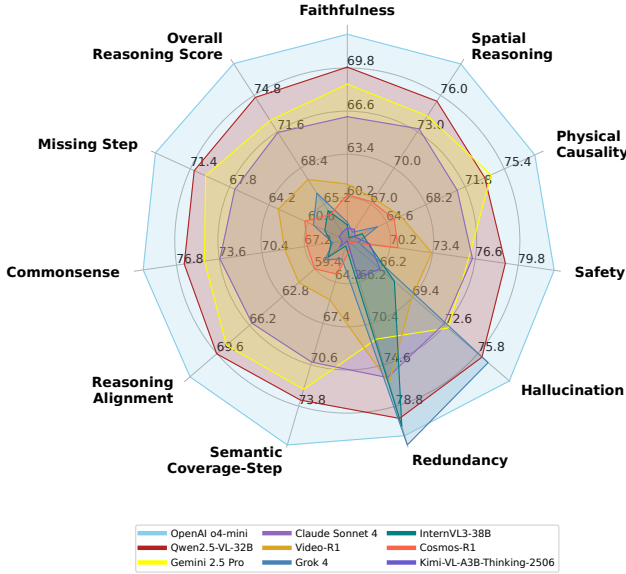 Faithfulness
Overall
Reasoning Score
Spatial
Reasoning
69.8
74.8
76.0
66.6
71.6
73.0
Missing Step
71.4
75.4
Physical
Causality
63.4
68.4
70.0
67.8
71.8
60.2
65.2
67.0
64.2
68.2
60.6
64.6
Commonsense
76.8
73.6
70.4
67.2
70.2
73.4
76.6
79.8
Safety
59.4
66.2
62.8
69.4
66.2
72.6
69.6
75.8
Reasoning
Alignment
Hallucination
64.2
66.2
67.4
70.4
70.6
74.6
73.8
78.8
Semantic
Coverage-Step
Redundancy
OpenAI o4-mini
Claude Sonnet 4
InternVL3-38B
Qwen2.5-VL-32B
Video-R1
Cosmos-R1
Gemini 2.5 Pro
Grok 4
Kimi-VL-A3B-Thinking-2506